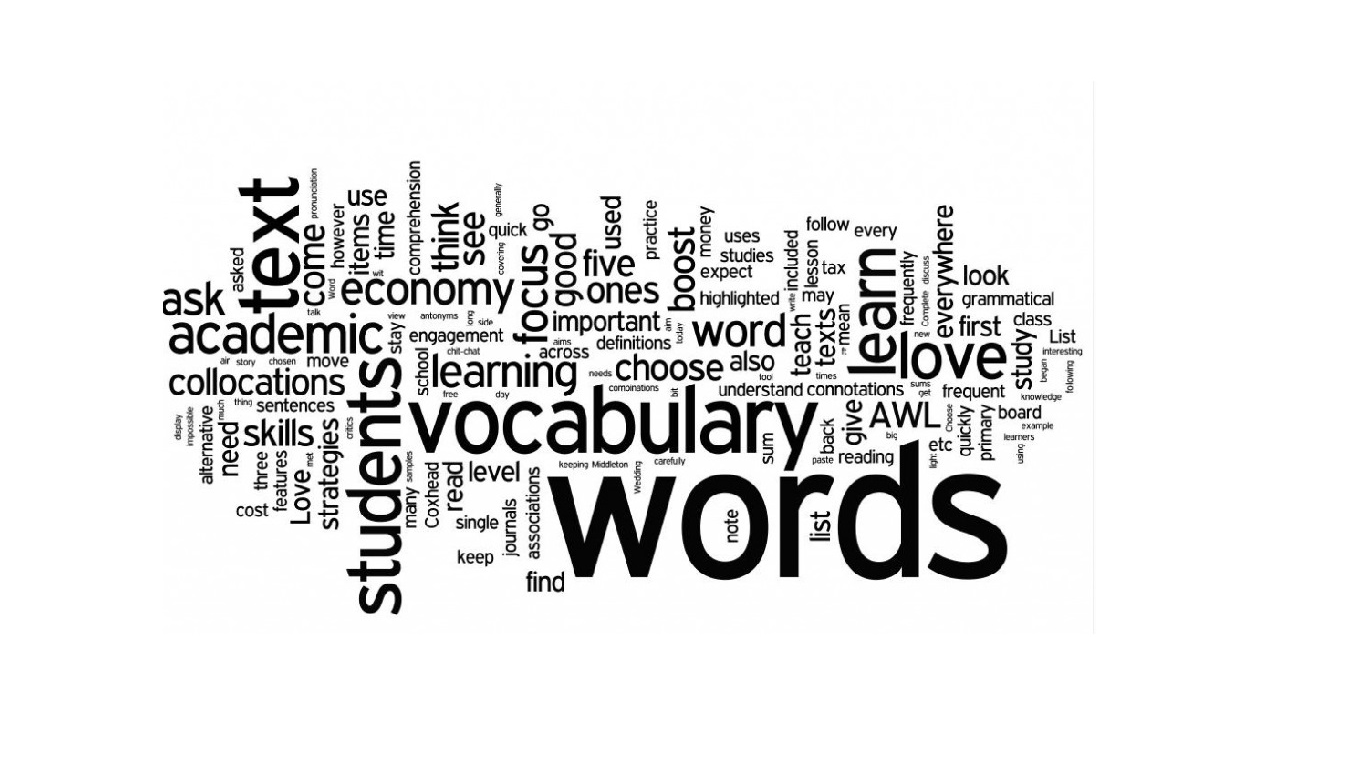 pronunciation
comprehension
use
generally
text
come
however
items
time
think
see
quick
go
used
practice
money
uses
follow
every
everywhere
asked
wit
covering
focus
good
five
boost
studies
expect
included
lesson
tax
learn
frequently
discuss
look
ask
Word
economy
ones
highlighted
write
may
Complete
grammatical
talk
academic
view
antonyms
long
side
important
aim
today
word
teach
texts
mean
new
first
class
stay
engagement
aims
definitions
List
air
story
chosen
move
school
chit-chat
across
choose
also
re
love
study
interesting
collocations
learning
needs
tool
times
began
following
students
free
day
combinations
bit
understand
connotations
sums
get
frequent
knowledge
display
impossible
alternative
much
thing
sentences
critics
vocabulary
sum
back
give
AWL
Choose
quickly
primary
board
example
need
skills
strategies
big
etc
learners
using
three
features
Love
met
samples
many
Coxhead
read
level
keeping
Middleton
Wedding
carefully
paste
reading
light
cost
single
journals
associations
words
note
list
keep
find